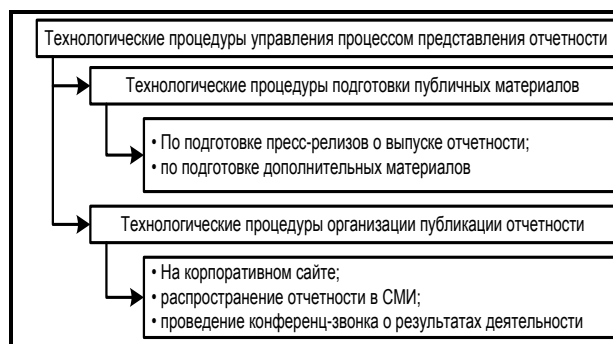 Технологические процедуры управления процессом представления отчетности
Технологические процедуры подготовки публичных материалов
• По подготовке пресс-релизов о выпуске отчетности;
• по подготовке дополнительных материалов
Технологические процедуры организации публикации отчетности
• На корпоративном сайте;
• распространение отчетности в СМИ;
• проведение конференц-звонка о результатах деятельности